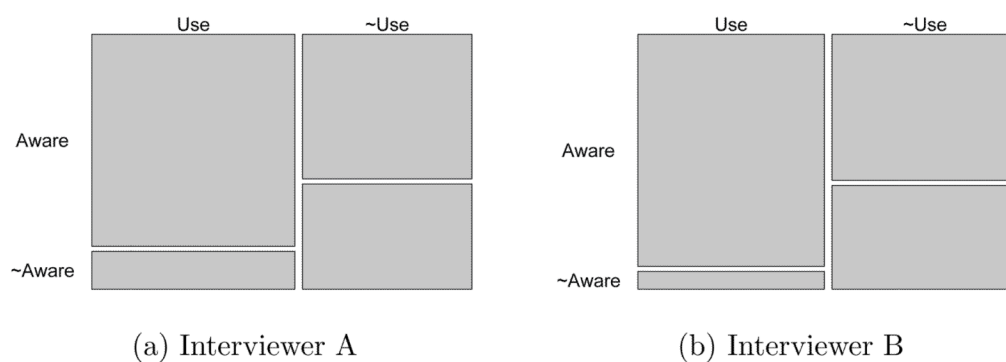 Use ~Use
Aware
~Aware
(a) Interviewer A
Use ~Use
Aware
~Aware
(b) Interviewer B